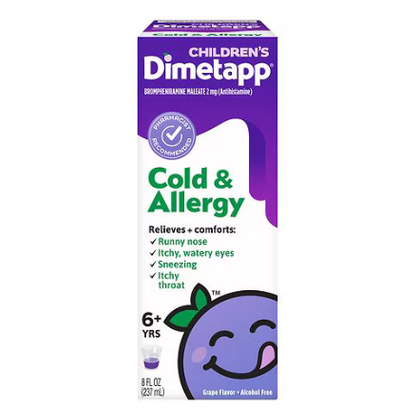 CHILDREN'S
Dimetapp®
BROMPHENIRAMINE MALEATE 2 mg (Antihistamine)
PHARMACIST
RECOMMENDED
Cold &
Allergy
Relieves + comforts:
✓ Runny nose
✓ Itchy, watery eyes
✓ Sneezing
✓ Itchy
throat
TM
6+
YRS
8 FL OZ
(237 mL)
Grape Flavor • Alcohol Free